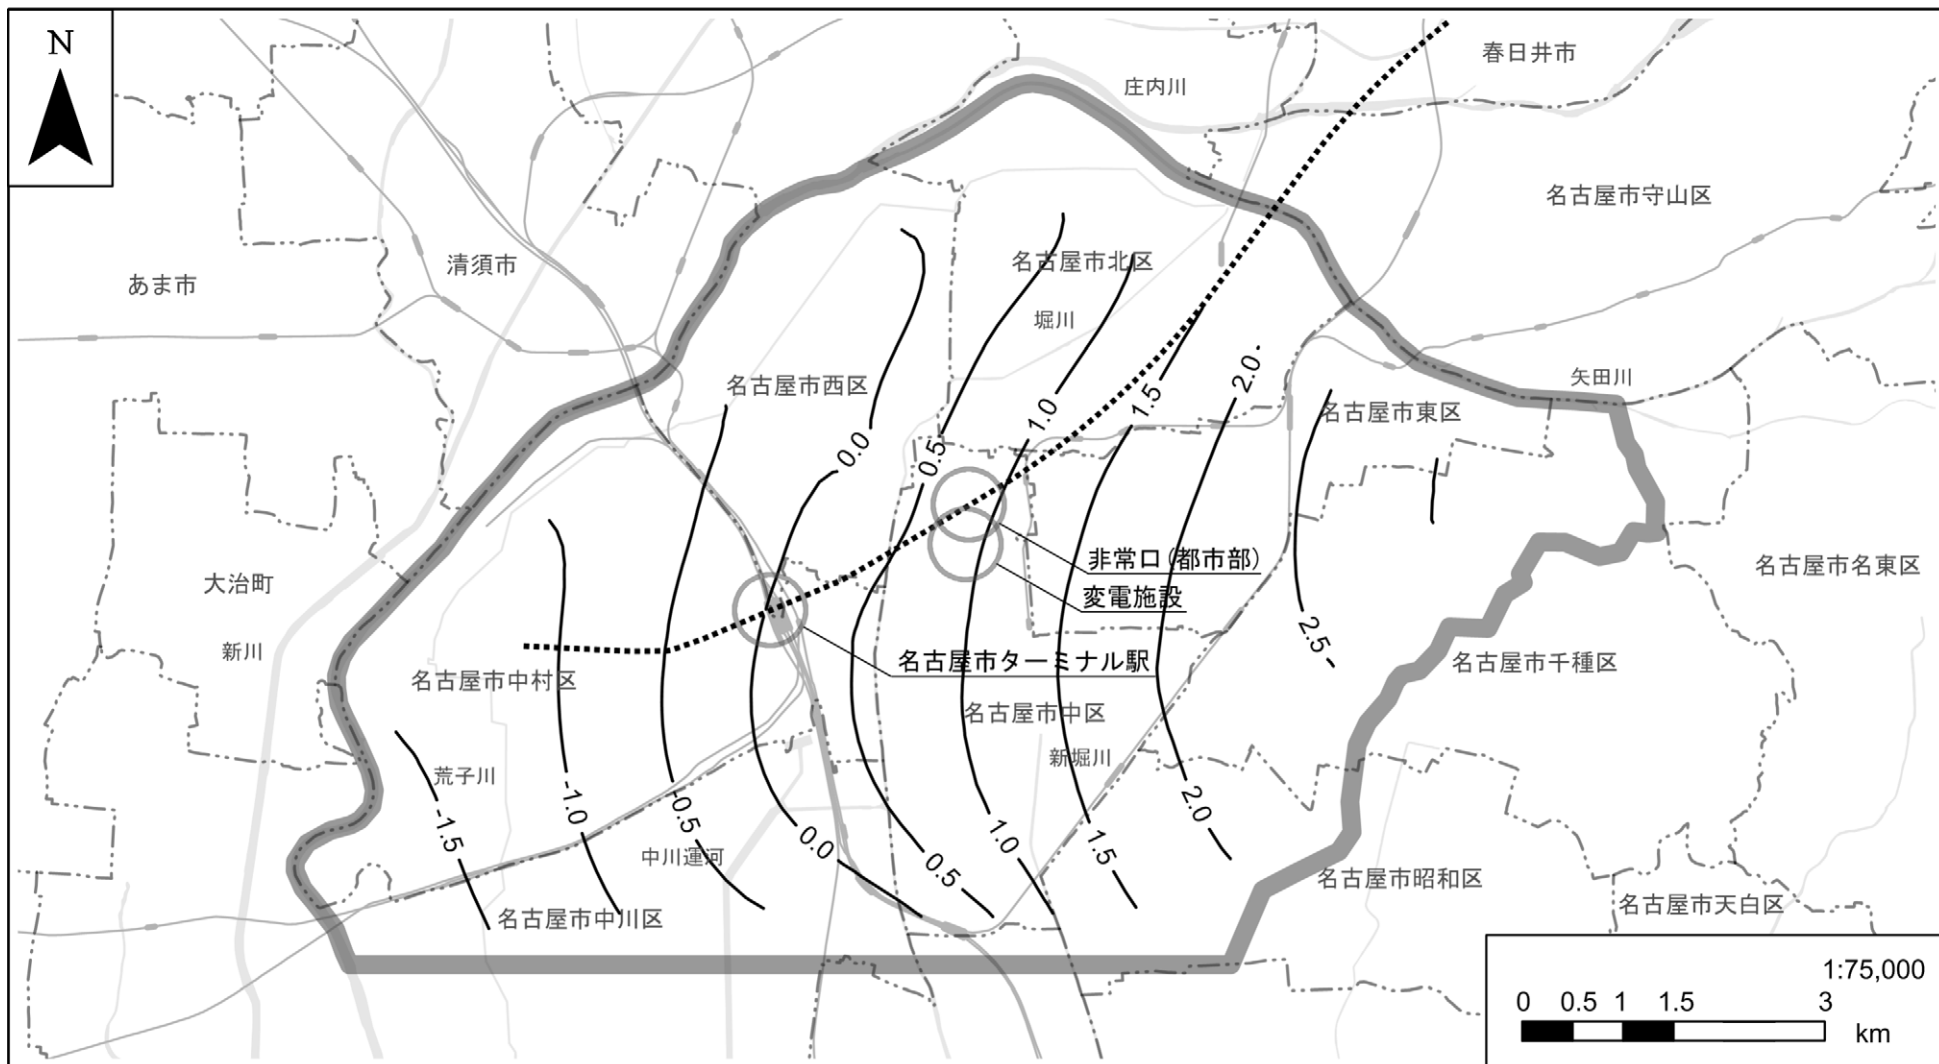 N
春日井市
庄内川
名古屋市守山区
あま市
清須市
名古屋市北区
堀川
名古屋市西区
2.0
矢田川
名古屋市東区
1.5
1.0
0.0
0.5
非常口(都市部)
変電施設
名古屋市名東区
大治町
新川
2.5
名古屋市ターミナル駅
名古屋市千種区
名古屋市中村区
名古屋市中区
新堀川
荒子川
-1.5
-1.0
-0.5
2.0
中川運河
0.0
1.0
1.5
0.5
名古屋市昭和区
名古屋市中川区
名古屋市天白区
1:75,000
0 0.5 1 1.5 3
km